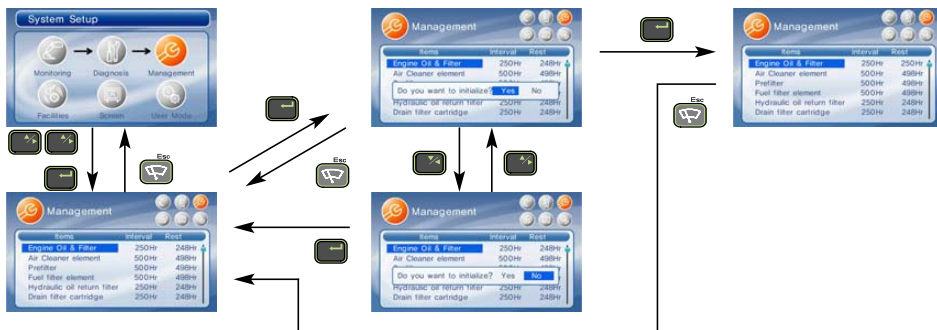 System Setup
Monitoring Diagnosis Management
Facilities Screen User Mode
Esc
Management
Items Interval Rest
Engine Oil & Filter 250Hr 248Hr
Air Cleaner element 500Hr 498Hr
Prefilter 500Hr 498Hr
Fuel filter element 500Hr 498Hr
Hydraulic oil return filter 250Hr 248Hr
Drain filter cartridge 250Hr 248Hr
Esc
Management
Items Interval Rest
Engine Oil & Filter 250Hr 248Hr
Air Cleaner element 500Hr 498Hr
Do you want to initialize? Yes No
Hydraulic oil return filter 250Hr 248Hr
Drain filter cartridge 250Hr 248Hr
Management
Items Interval Rest
Engine Oil & Filter 250Hr 248Hr
Air Cleaner element 500Hr 498Hr
Do you want to initialize? Yes No
Hydraulic oil return filter 250Hr 248Hr
Drain filter cartridge 250Hr 248Hr
Management
Items Interval Rest
Engine Oil & Filter 250Hr 250Hr
Air Cleaner element 500Hr 498Hr
Prefilter 500Hr 498Hr
Fuel filter element 500Hr 498Hr
Hydraulic oil return filter 250Hr 248Hr
Drain filter cartridge 250Hr 248Hr
Esc